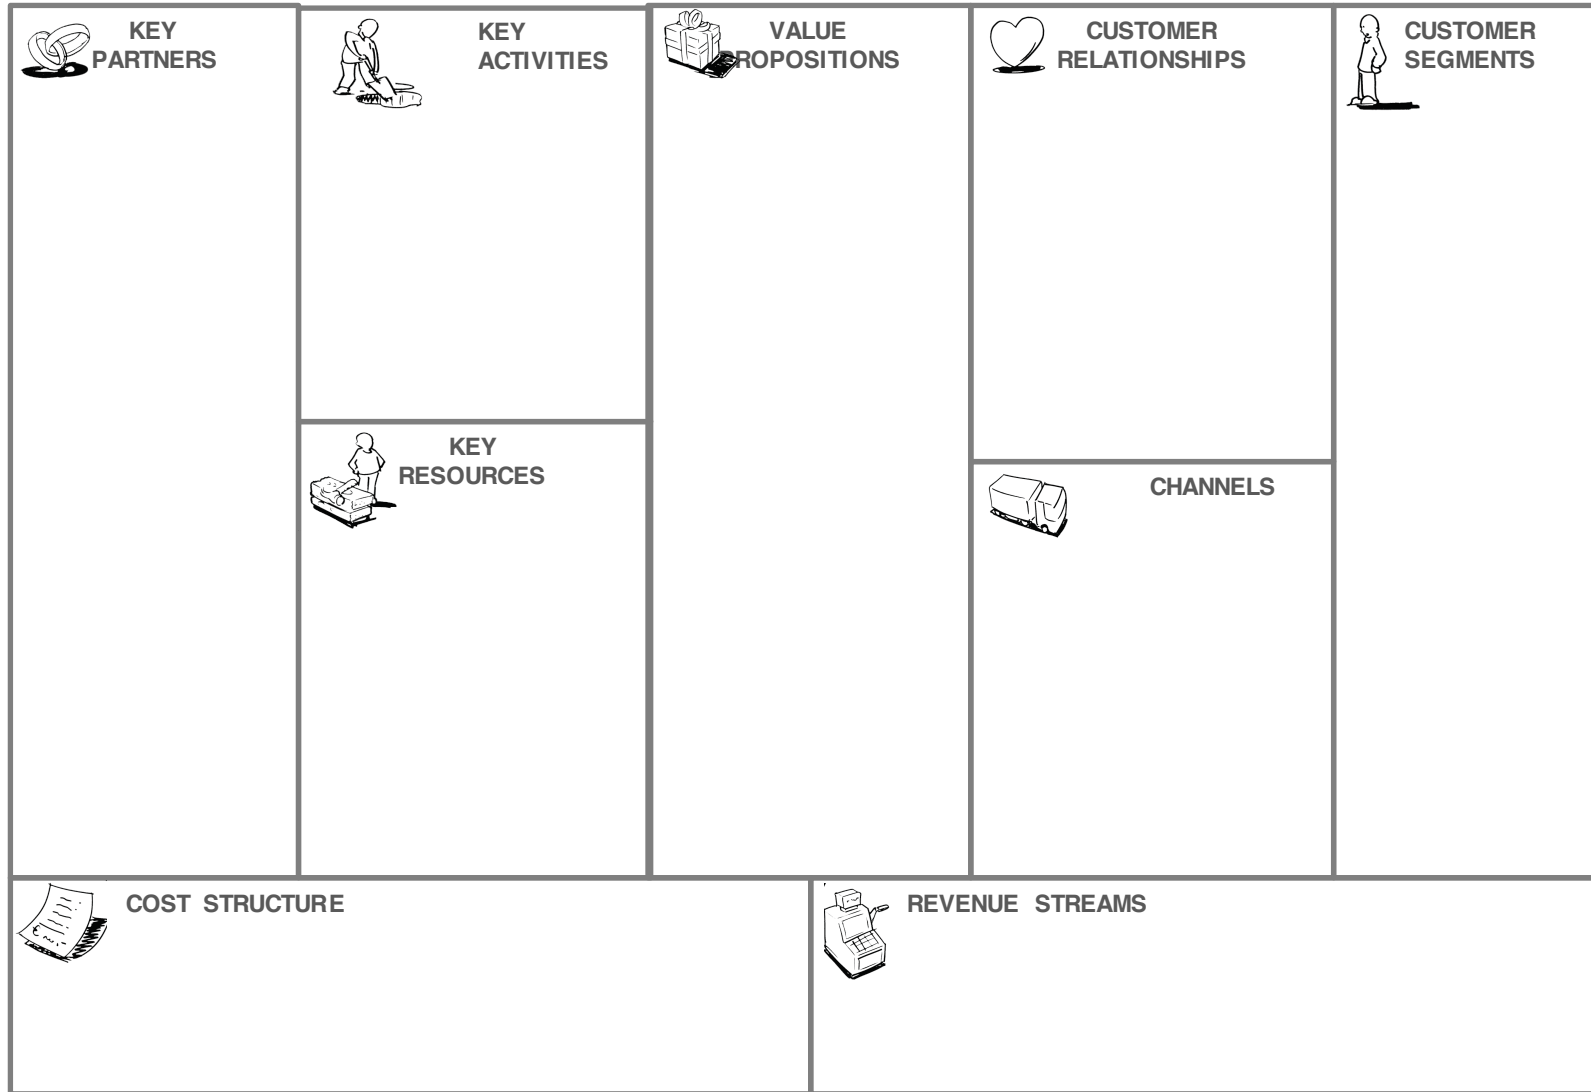 KEY
PARTNERS
KEY
ACTIVITIES
VALUE
PROPOSITIONS
CUSTOMER
RELATIONSHIPS
CUSTOMER
SEGMENTS
KEY
RESOURCES
CHANNELS
COST STRUCTURE
REVENUE STREAMS